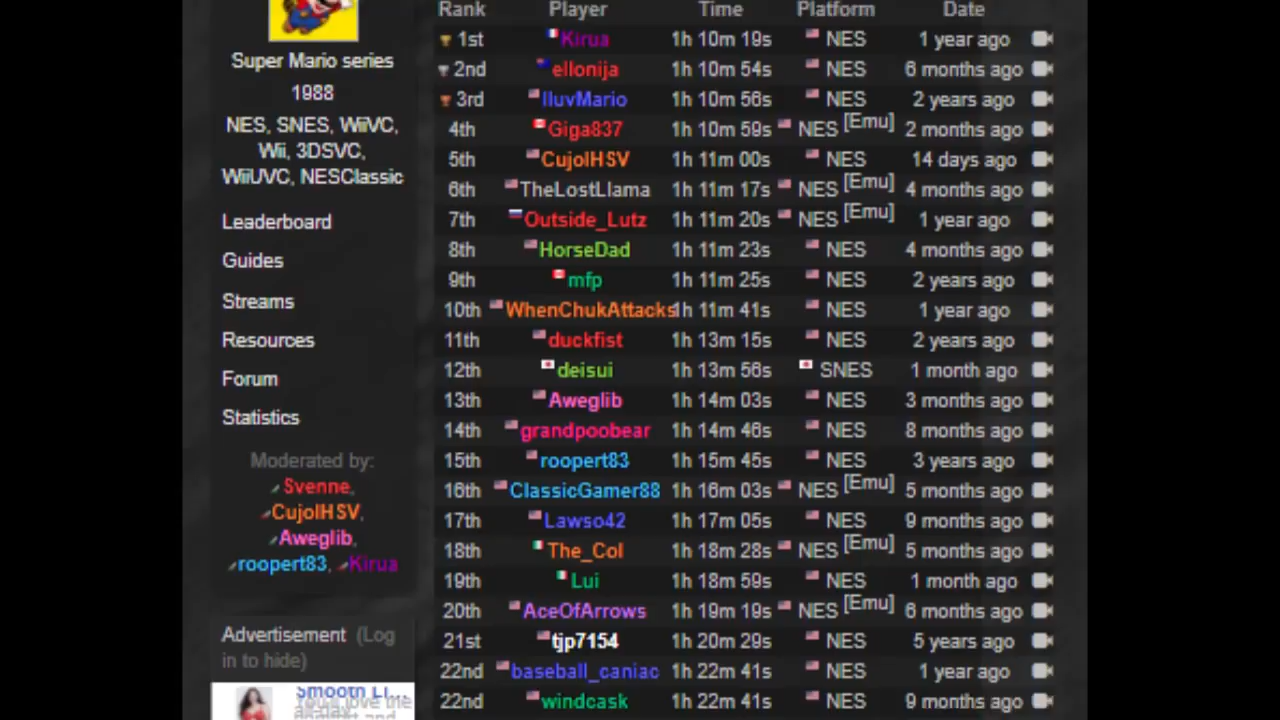 Super Mario series
1988
NES, SNES, WiiVC,
Wii, 3DSVC,
WiiUVC, NESClassic
Leaderboard
Guides
Streams
Resources
Forum
Statistics
Moderated by:
Svenne,
CujolHSV,
Aweglib,
roopert83, Kirua
Advertisement (Log
in to hide)
Smooth Li...
You'll love the
Rank Player Time Platform Date
1st Kirua 1h 10m 19s NES 1 year ago
2nd ellonija 1h 10m 54s NES 6 months ago
3rd IluvMario 1h 10m 56s NES 2 years ago
4th Giga837 1h 10m 59s NES [Emu] 2 months ago
5th CujolHSV 1h 11m 00s NES 14 days ago
6th TheLostLlama 1h 11m 17s NES [Emu] 4 months ago
7th Outside_Lutz 1h 11m 20s NES [Emu] 1 year ago
8th HorseDad 1h 11m 23s NES 4 months ago
9th mfp 1h 11m 25s NES 2 years ago
10th WhenChukAttacks 1h 11m 41s NES 1 year ago
11th duckfist 1h 13m 15s NES 2 years ago
12th deisui 1h 13m 56s SNES 1 month ago
13th Aweglib 1h 14m 03s NES 3 months ago
14th grandpoobear 1h 14m 46s NES 8 months ago
15th roopert83 1h 15m 45s NES 3 years ago
16th ClassicGamer88 1h 16m 03s NES [Emu] 5 months ago
17th Lawso42 1h 17m 05s NES 9 months ago
18th The_Col 1h 18m 28s NES [Emu] 5 months ago
19th Lui 1h 18m 59s NES 1 month ago
20th AceOfArrows 1h 19m 19s NES [Emu] 6 months ago
21st tjp7154 1h 20m 29s NES 5 years ago
22nd baseball_caniac 1h 22m 41s NES 1 year ago
22nd windcask 1h 22m 41s NES 9 months ago